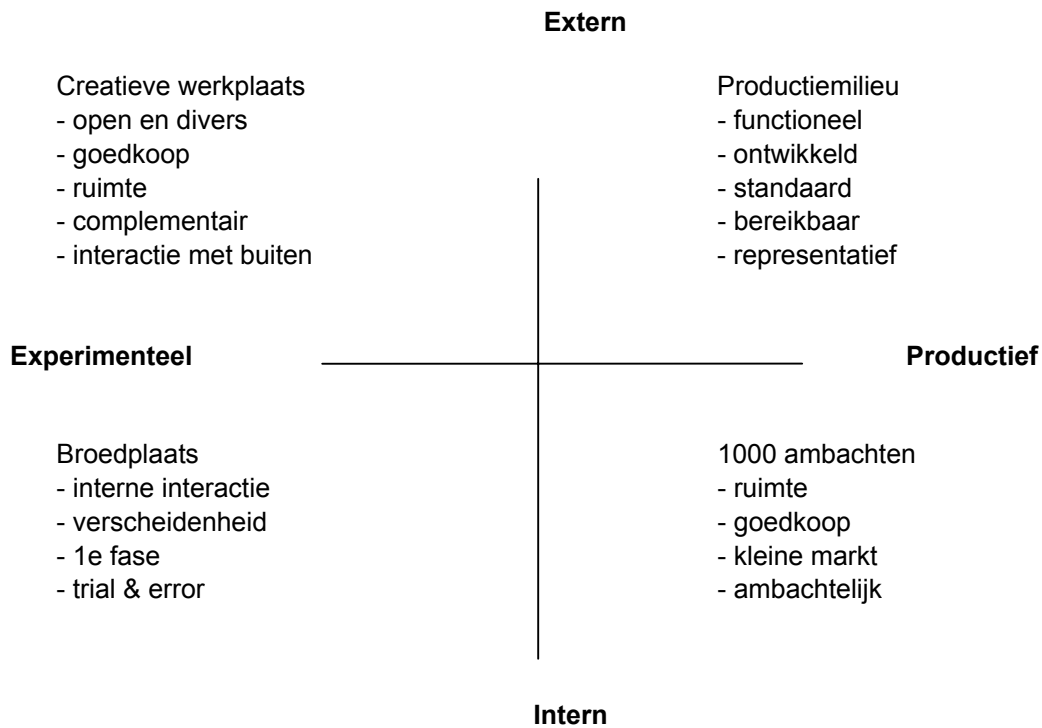 Extern
Creatieve werkplaats
- open en divers
- goedkoop
- ruimte
- complementair
- interactie met buiten
Productiemilieu
- functioneel
- ontwikkeld
- standaard
- bereikbaar
- representatief
Experimenteel
Productief
Broedplaats
- interne interactie
- verscheidenheid
- 1e fase
- trial & error
1000 ambachten
- ruimte
- goedkoop
- kleine markt
- ambachtelijk
Intern